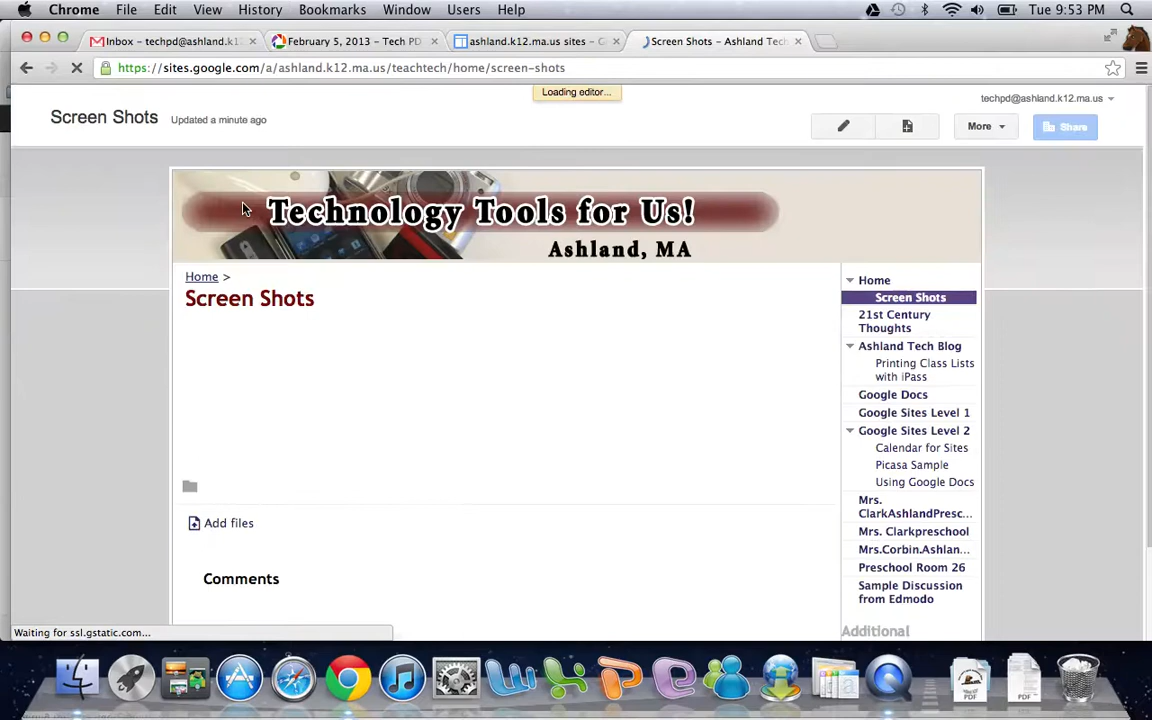 Chrome File Edit View History Bookmarks Window Users Help Tue 9:53 PM
Inbox - techpd@ashland.k1 February 5, 2013 - Tech PD ashland.k12.ma.us sites - G Screen Shots - Ashland Tech
https://sites.google.com/a/ashland.k12.ma.us/teachtech/home/screen-shots
Loading editor...
techpd@ashland.k12.ma.us
Screen Shots Updated a minute ago
More Share
Technology Tools for Us!
Ashland, MA
Home >
Screen Shots
Add files
Comments
Home
Screen Shots
21st Century
Thoughts
Ashland Tech Blog
Printing Class Lists
with iPass
Google Docs
Google Sites Level 1
Google Sites Level 2
Calendar for Sites
Picasa Sample
Using Google Docs
Mrs.
ClarkAshlandPresc...
Mrs. Clarkpreschool
Mrs.Corbin.Ashlan...
Preschool Room 26
Sample Discussion
from Edmodo
Additional
Waiting for ssl.gstatic.com...
PDF PDF